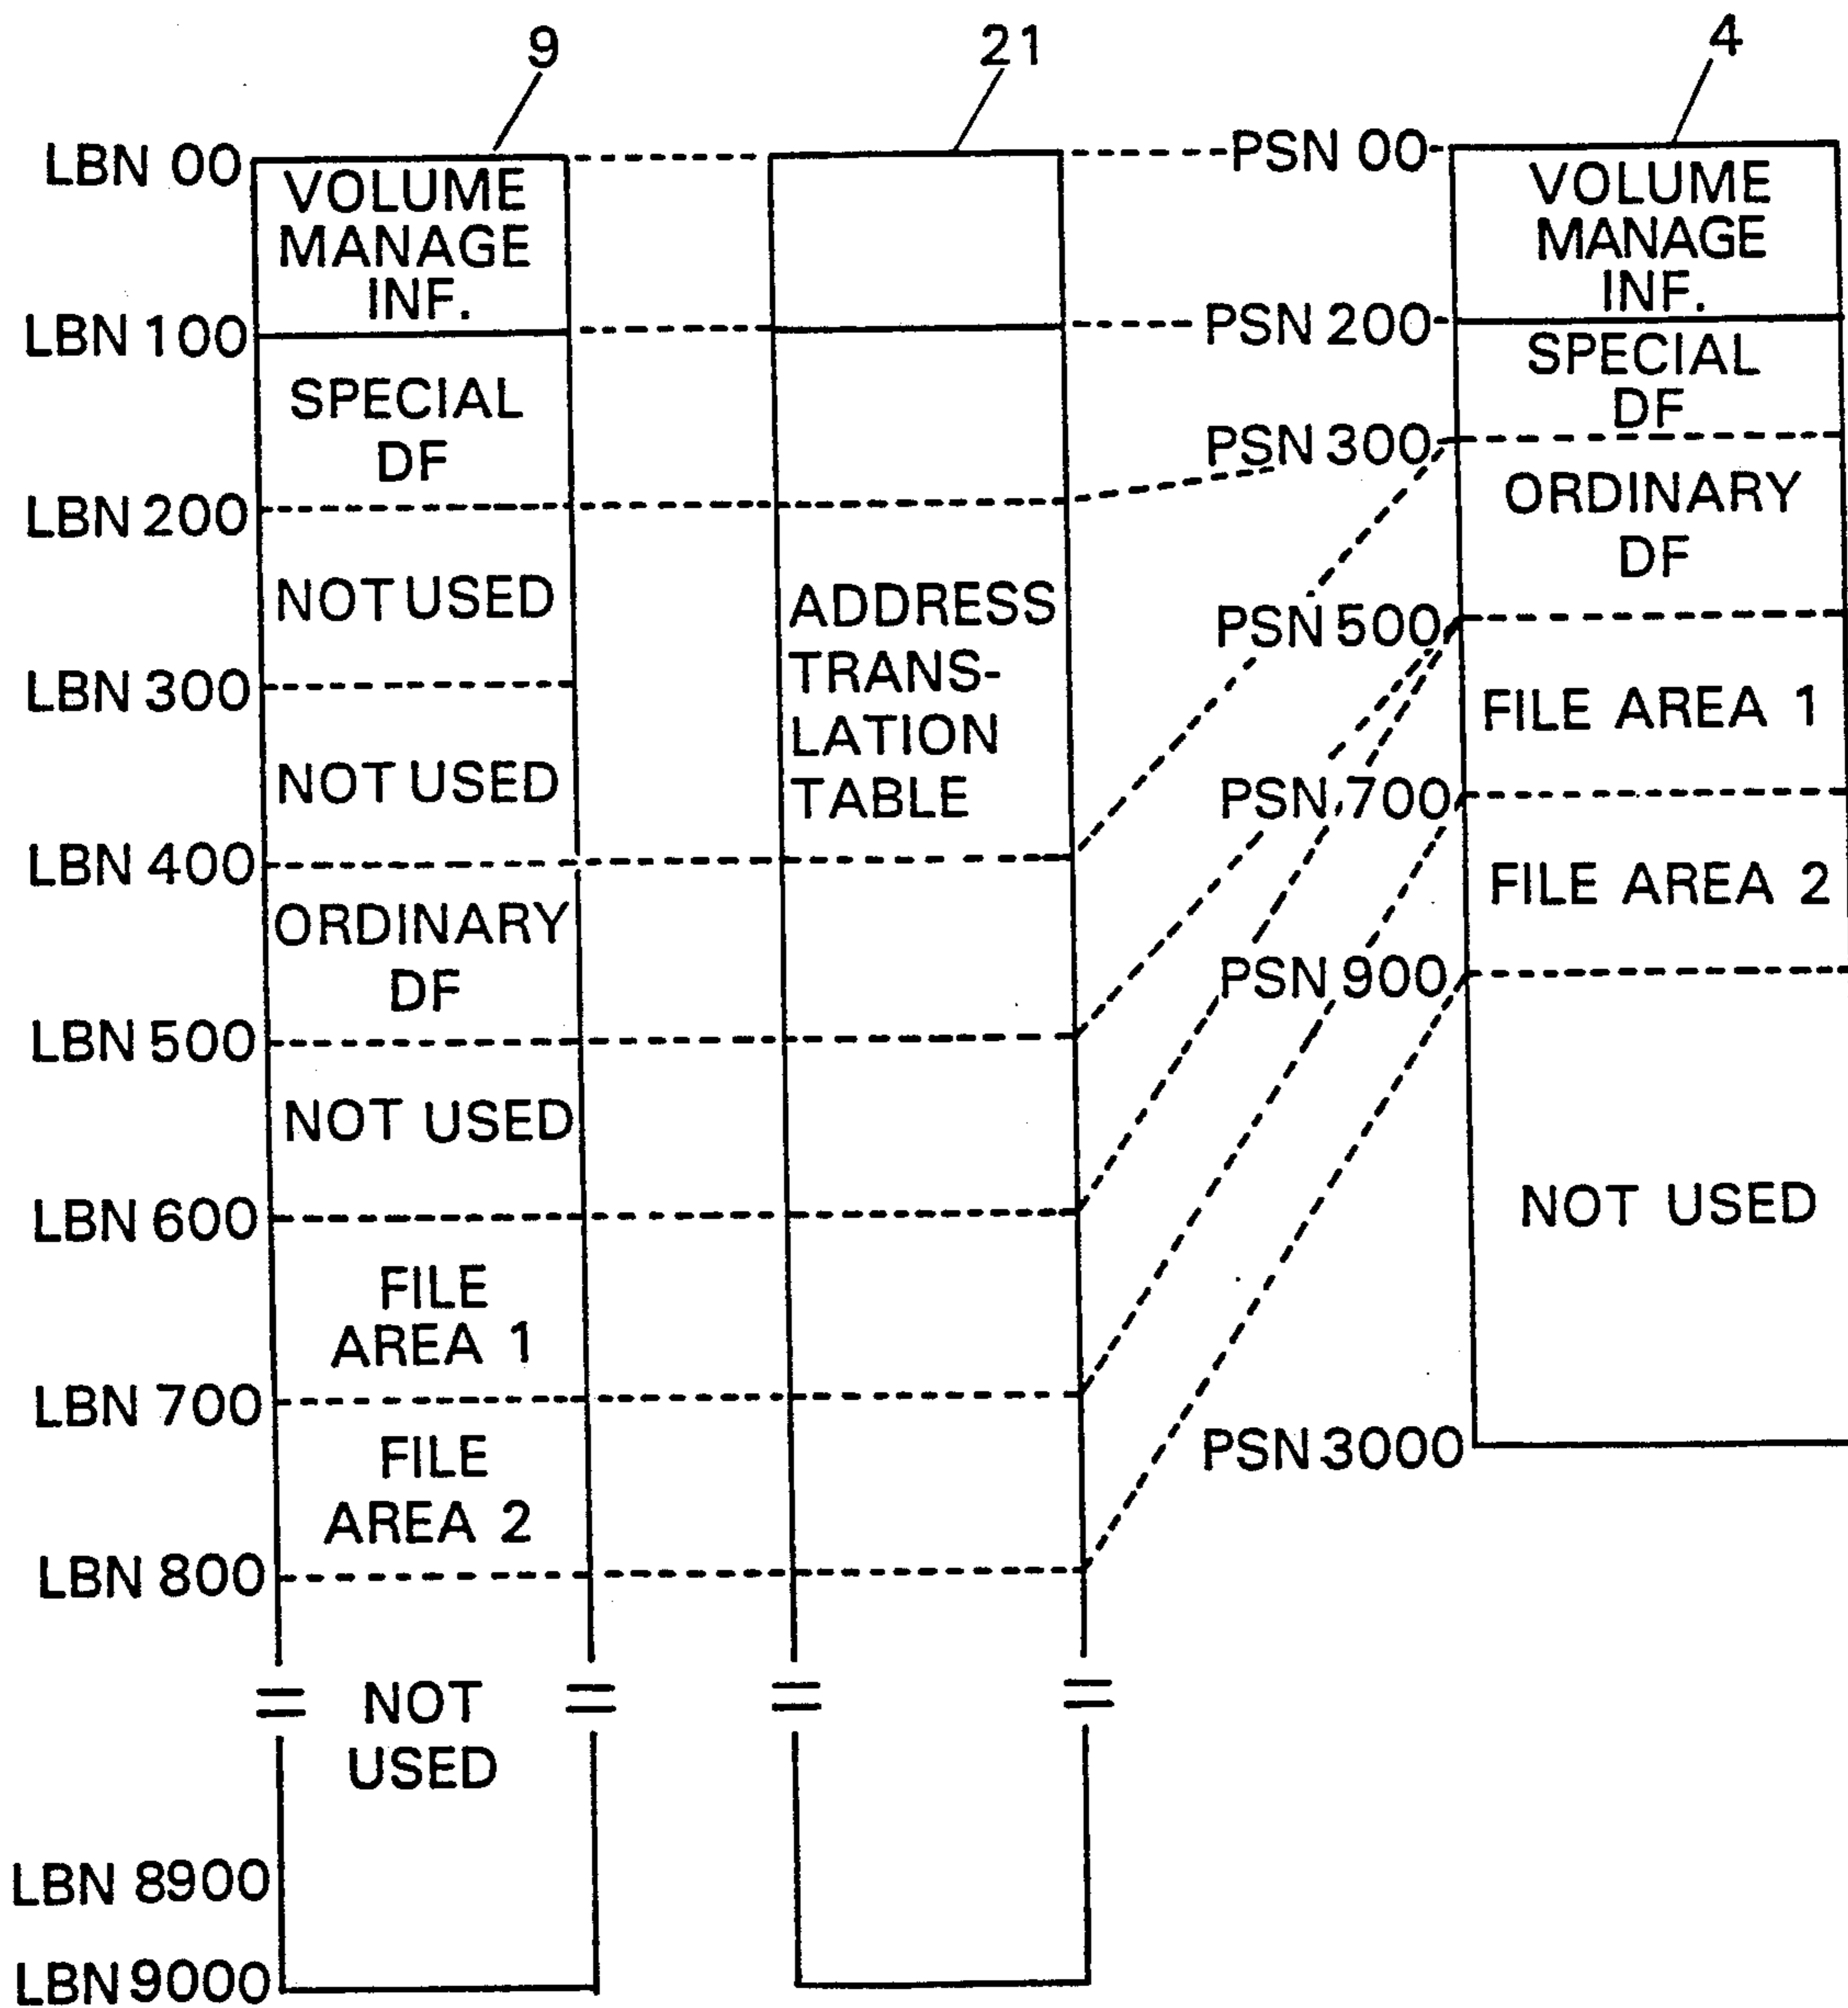 9
21
4
LBN 00
VOLUME
MANAGE
INF.
LBN 100
SPECIAL
DF
LBN 200
NOT USED
LBN 300
NOT USED
LBN 400
ORDINARY
DF
LBN 500
NOT USED
LBN 600
FILE
AREA 1
LBN 700
FILE
AREA 2
LBN 800
NOT
USED
LBN 8900
LBN 9000
ADDRESS
TRANS-
LATION
TABLE
PSN 00
VOLUME
MANAGE
INF.
PSN 200
SPECIAL
DF
PSN 300
ORDINARY
DF
PSN 500
FILE AREA 1
PSN 700
FILE AREA 2
PSN 900
NOT USED
PSN 3000